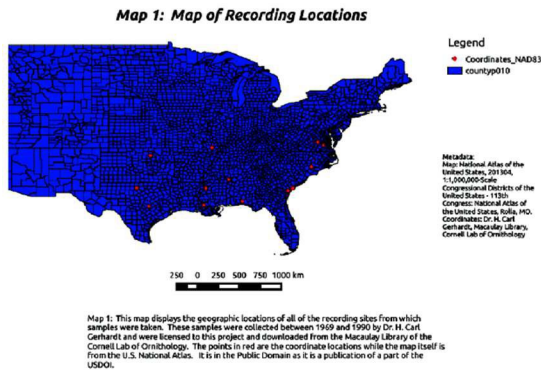 Map 1: Map of Recording Locations
Legend
Coordinates_NAD83
countyp010
Metadata:
Map: National Atlas of the
United States, 201304,
1:1,000,000-Scale
Congressional Districts of the
United States - 113th
Congress: National Atlas of
the United States, Rolla, MO.
Coordinates: Dr. H. Carl
Gerhardt, Macaulay Library,
Cornell Lab of Ornithology
250 0 250 500 750 1000 km
Map 1: This map displays the geographic locations of all of the recording sites from which
samples were taken. These samples were collected between 1969 and 1990 by Dr. H. Carl
Gerhardt and were licensed to this project and downloaded from the Macaulay Library of the
Cornell Lab of Ornithology. The points in red are the coordinate locations while the map itself is
from the U.S. National Atlas. It is in the Public Domain as it is a publication of a part of the
USDOI.